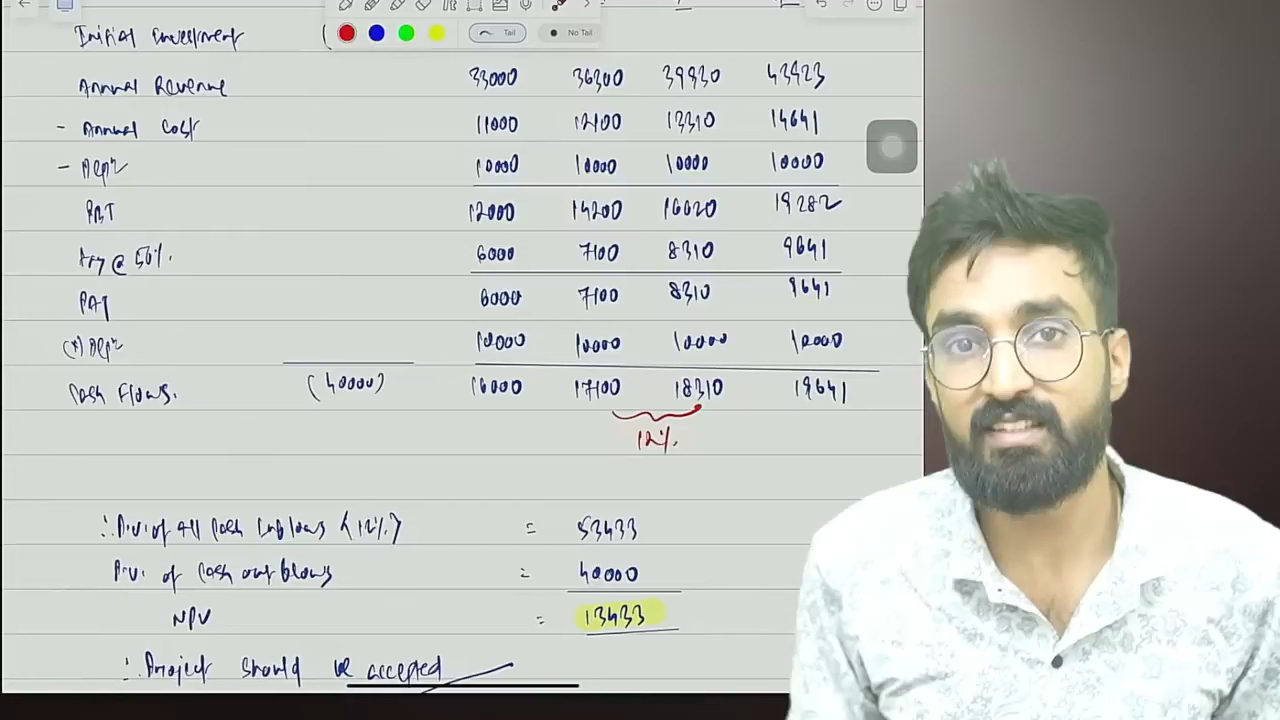 Initial investment (
Tail No Tail
Annual Revenue 33000 36300 39930 43923
- Annual Cost 11000 12100 13310 14641
- Depn 10000 10000 10000 10000
PBT 12000 14200 16620 19282
Tax @ 50%. 6000 7100 8310 9641
PAT 6000 7100 8310 9641
(+) Depn 10000 10000 10000 10000
Cash Flows. (40000) 16000 17100 18310 19641
12%.
∴ P.V. of all Cash Inflows (12%) = 53433
P.V. of Cash outflows = 40000
NPV = 13433
∴ Project should be accepted